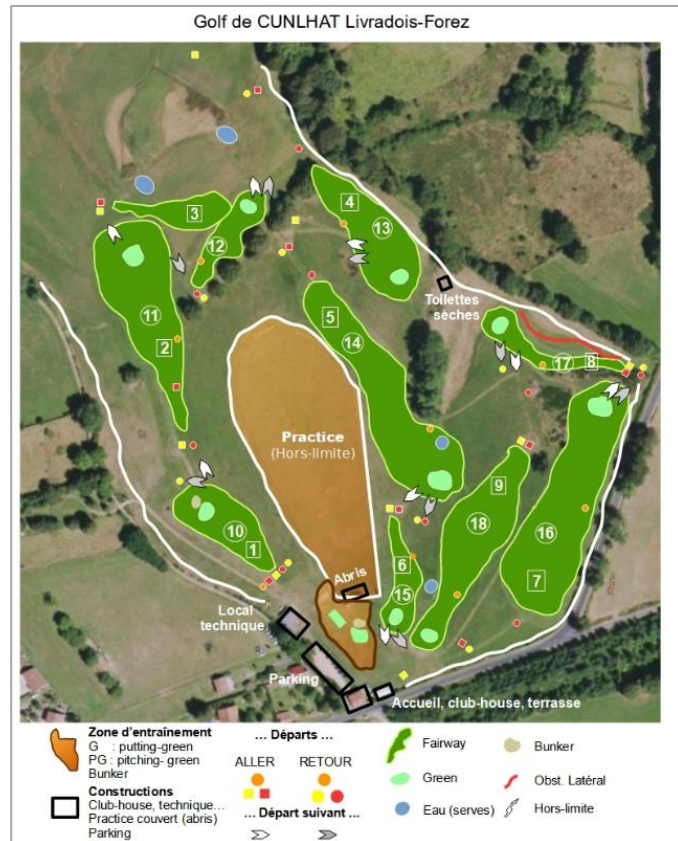 Golf de CUNLHAT Livradois-Forez
3
4
12
13
11
5
Toilettes
sèches
2
14
17
8
Practice
(Hors-limite)
9
10
18
16
1
6
7
Abris
15
Local
technique
Parking
Accueil, club-house, terrasse
Zone d'entraînement
G : putting-green
PG : pitching- green
Bunker
Constructions
Club-house, technique...
Practice couvert (abris)
Parking
... Départs ...
ALLER RETOUR
...Départ suivant ...
Fairway
Green
Eau (serves)
Bunker
Obst. Latéral
Hors-limite